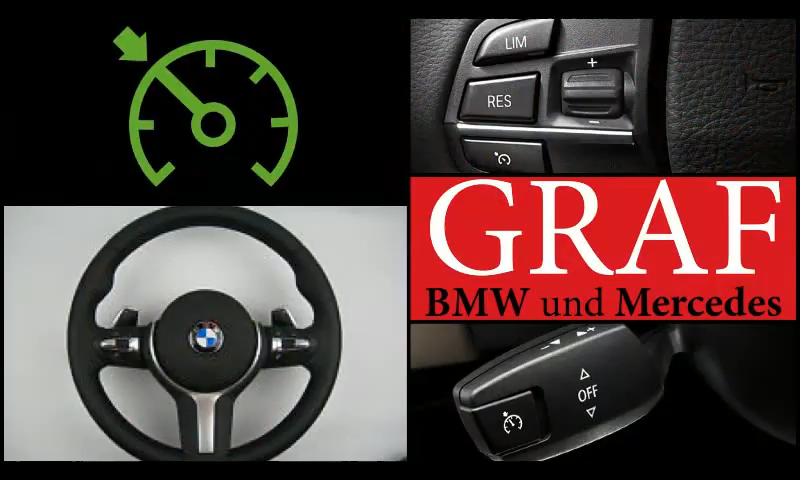 LIM
+
RES
−
GRAF
BMW und Mercedes
− +
OFF